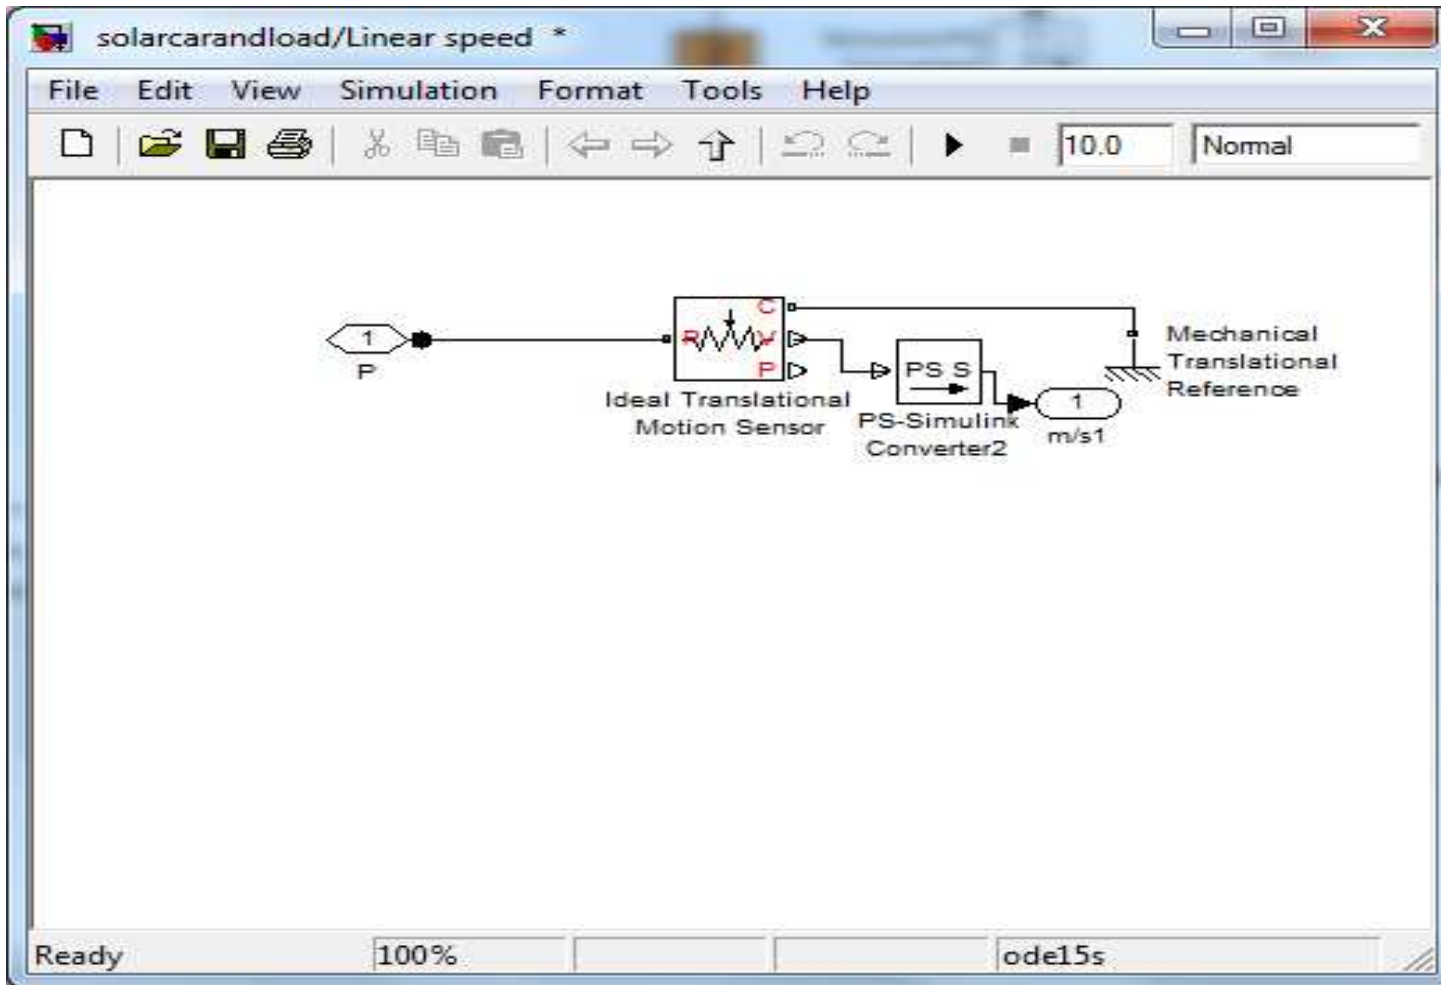 solarcarandload/Linear speed *
File Edit View Simulation Format Tools Help
10.0 Normal
1
P
R
C
V
P
Ideal Translational
Motion Sensor
PS S
PS-Simulink
Converter2
1
m/s1
Mechanical
Translational
Reference
Ready 100% ode15s